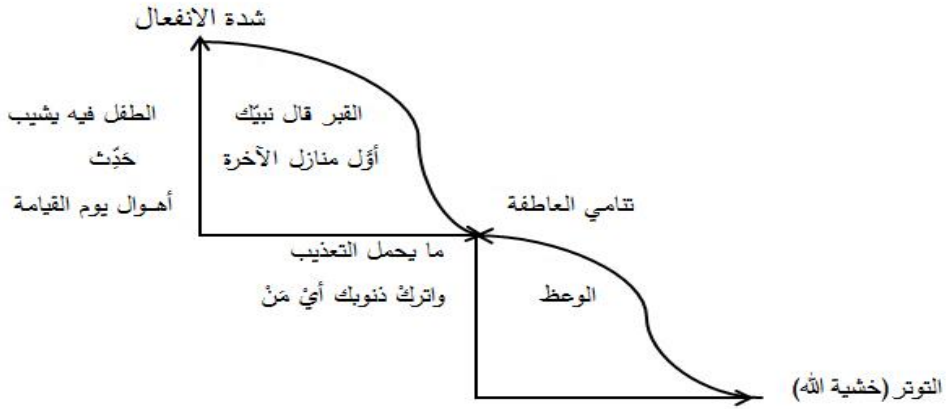 شدة الانفعال
الطفل فيه يشيب
حَدِّث
أهـوال يوم القيامة
القبر قال نبيّك
أوَّل منازل الآخرة
تنامي العاطفة
ما يحمل التعذيب
واتركْ ذنوبك أيْ مَنْ
الوعظ
التوتر (خشية الله)